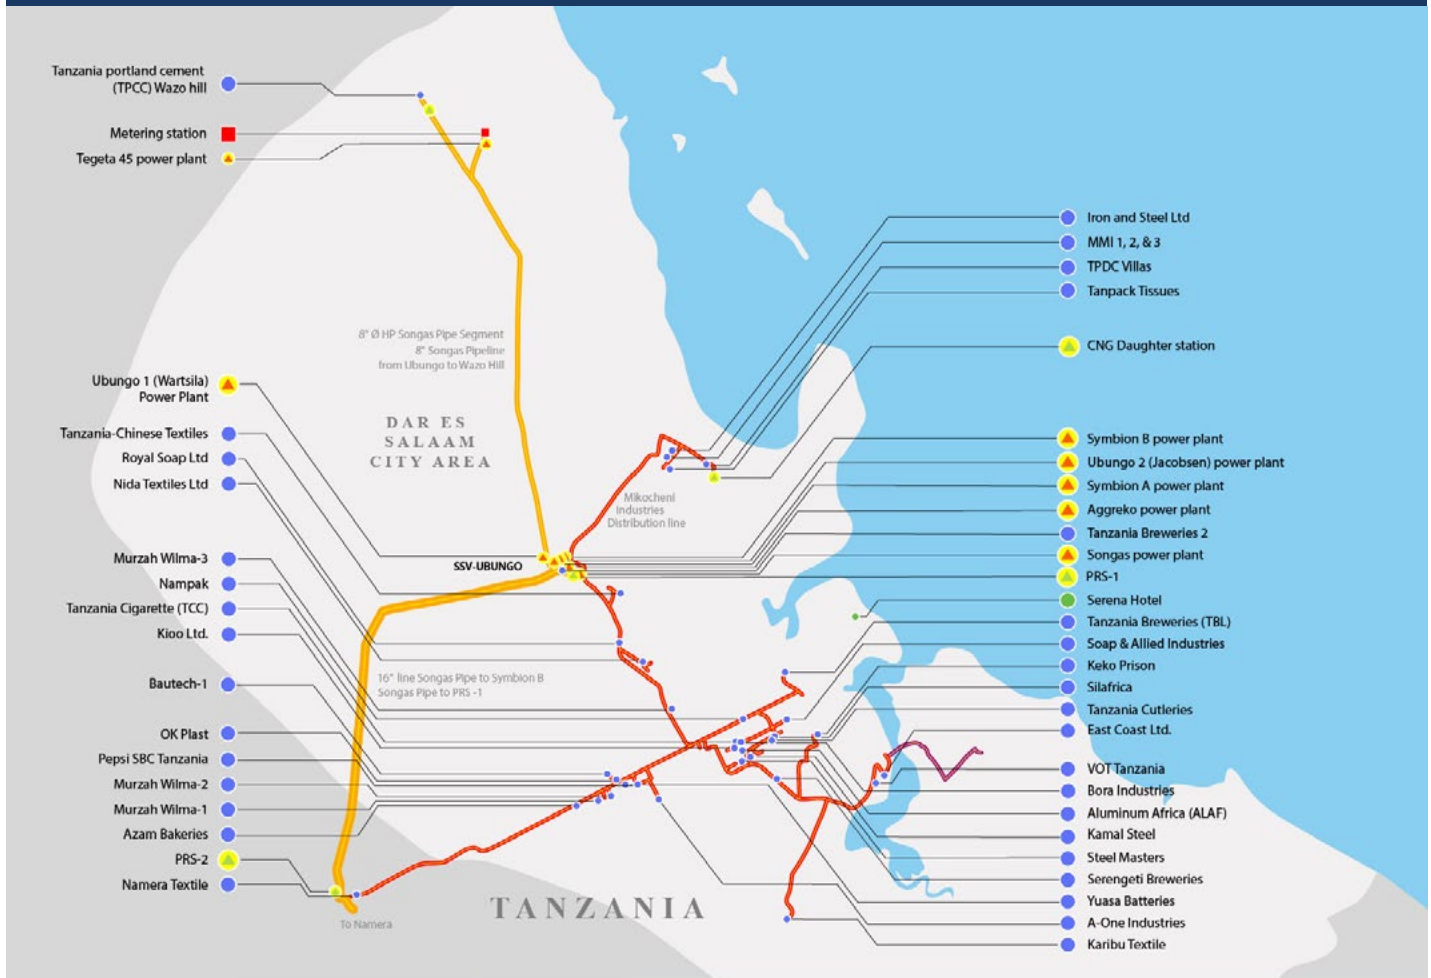 Tanzania portland cement
(TPCC) Wazo hill
Metering station
Tegeta 45 power plant
8" Ø HP Songas Pipe Segment
8" Songas Pipeline
from Ubungo to Wazo Hill
DAR ES
SALAAM
CITY AREA
Ubungo 1 (Wartsila)
Power Plant
Tanzania-Chinese Textiles
Royal Soap Ltd
Nida Textiles Ltd
Murzah Wilma-3
Nampak
Tanzania Cigarette (TCC)
Kioo Ltd.
Bautech-1
OK Plast
Pepsi SBC Tanzania
Murzah Wilma-2
Murzah Wilma-1
Azam Bakeries
PRS-2
Namera Textile
SSV-UBUNGO
Mikocheni
industries
Distribution line
16" line Songas Pipe to Symbion B
Songas Pipe to PRS -1
To Namera
TANZANIA
Iron and Steel Ltd
MMI 1, 2, & 3
TPDC Villas
Tanpack Tissues
CNG Daughter station
Symbion B power plant
Ubungo 2 (Jacobsen) power plant
Symbion A power plant
Aggreko power plant
Tanzania Breweries 2
Songas power plant
PRS-1
Serena Hotel
Tanzania Breweries (TBL)
Soap & Allied Industries
Keko Prison
Silafrica
Tanzania Cutleries
East Coast Ltd.
VOT Tanzania
Bora Industries
Aluminum Africa (ALAF)
Kamal Steel
Steel Masters
Serengeti Breweries
Yuasa Batteries
A-One Industries
Karibu Textile